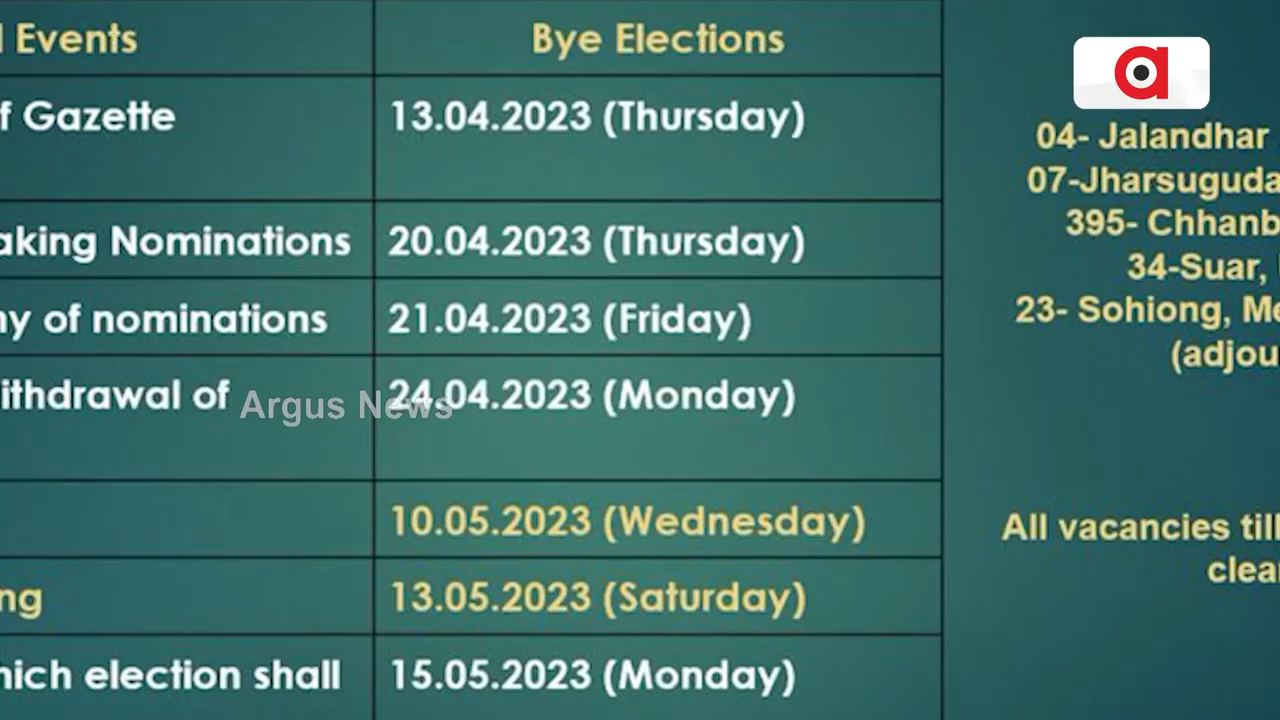 Events
Bye Elections
f Gazette
13.04.2023 (Thursday)
aking Nominations
20.04.2023 (Thursday)
ny of nominations
21.04.2023 (Friday)
ithdrawal of
24.04.2023 (Monday)
Argus News
10.05.2023 (Wednesday)
ng
13.05.2023 (Saturday)
hich election shall
15.05.2023 (Monday)
a
04- Jalandhar
07-Jharsuguda
395- Chhanb
34-Suar,
23- Sohiong, Me
(adjou
All vacancies till
clear